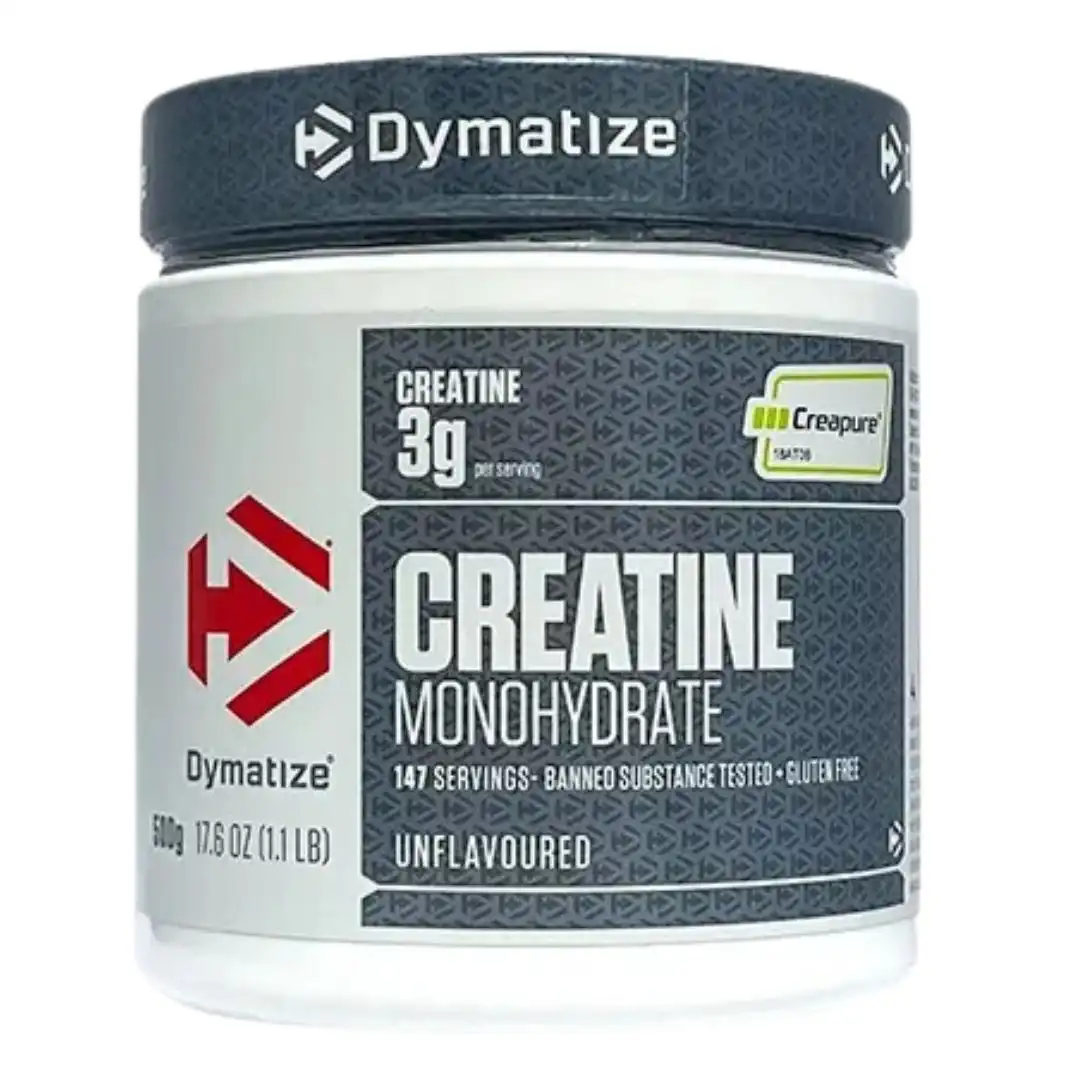 Dymatize
CREATINE
3g per serving
Creapure®
CREATINE
MONOHYDRATE
147 SERVINGS- BANNED SUBSTANCE TESTED • GLUTEN FREE
UNFLAVOURED
Dymatize®
500g 17.6 OZ (1.1 LB)